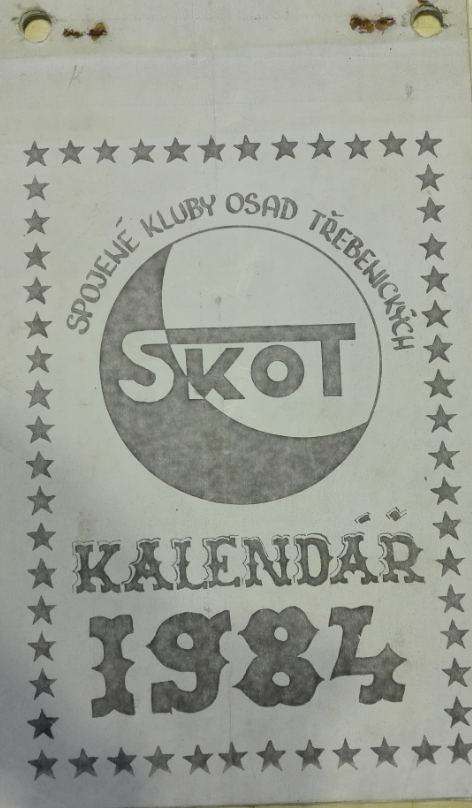 K
SPOJENÉ KLUBY OSAD TŘEBENICKÝCH
SKOT
KALENDÁŘ
1984